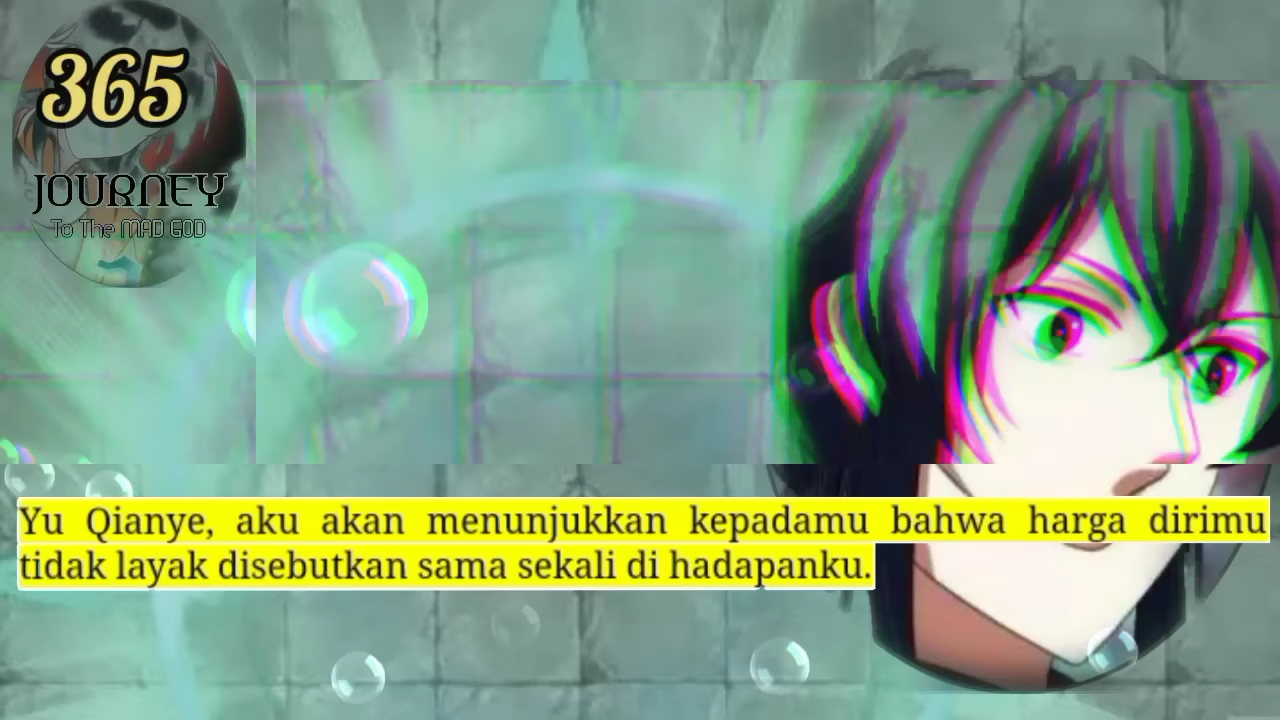 365
JOURNEY
To The MAD GOD
Yu Qianye, aku akan menunjukkan kepadamu bahwa harga dirimu
tidak layak disebutkan sama sekali di hadapanku.